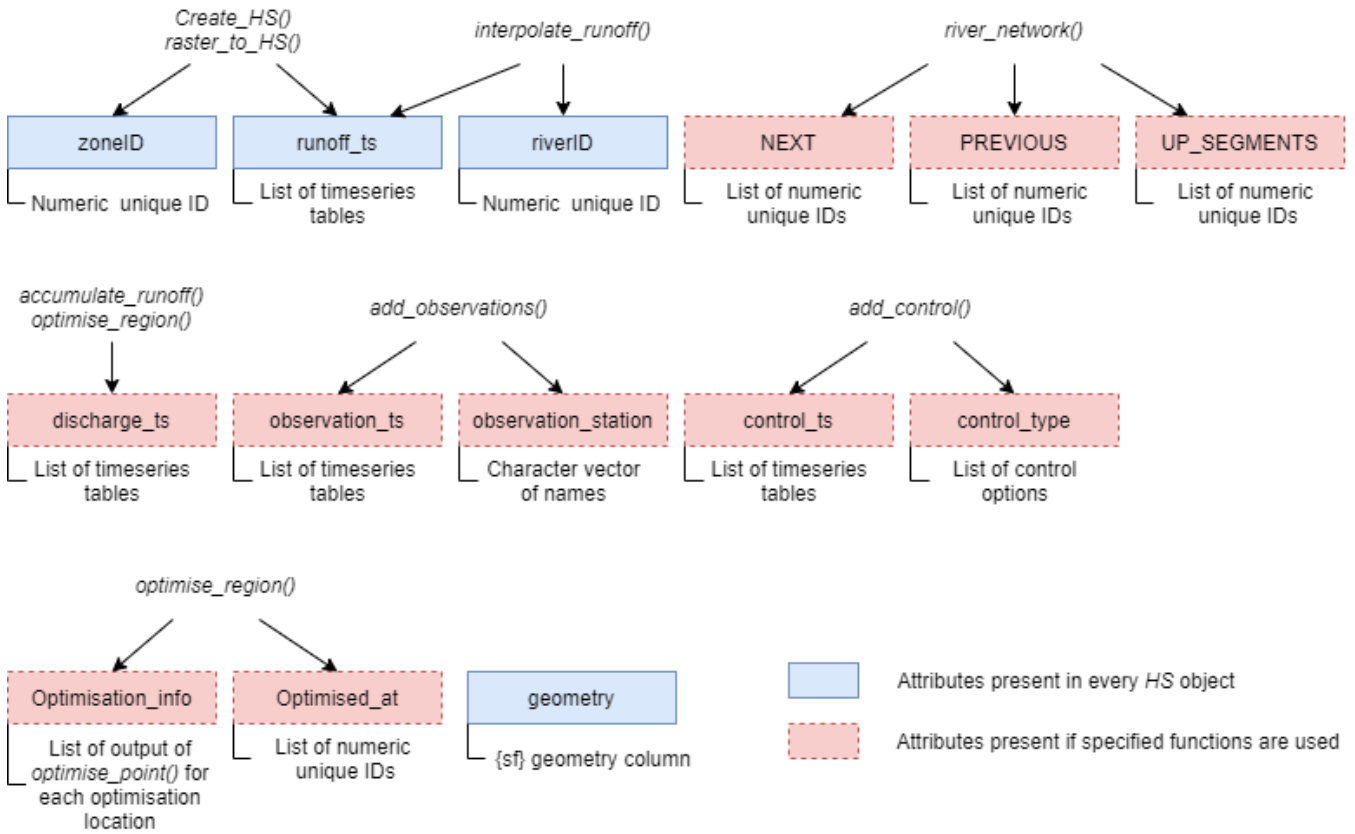 Create_HS()
raster_to_HS()
interpolate_runoff()
river_network()
zoneID
runoff_ts
riverID
NEXT
PREVIOUS
UP_SEGMENTS
Numeric unique ID
List of timeseries
tables
Numeric unique ID
List of numeric
unique IDs
List of numeric
unique IDs
List of numeric
unique IDs
accumulate_runoff()
optimise_region()
add_observations()
add_control()
discharge_ts
observation_ts
observation_station
control_ts
control_type
List of timeseries
tables
List of timeseries
tables
Character vector
of names
List of timeseries
tables
List of control
options
optimise_region()
Optimisation_info
Optimised_at
geometry
List of output of
optimise_point() for
each optimisation
location
List of numeric
unique IDs
{sf} geometry column
Attributes present in every HS object
Attributes present if specified functions are used